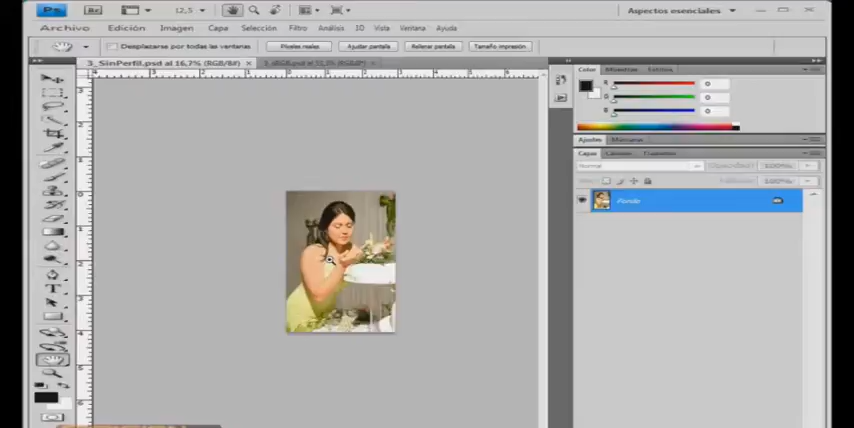 Ps 12,5 Aspectos esenciales
Archivo Edición Imagen Capa Selección Filtro Análisis 3D Vista Ventana Ayuda
Desplazarse por todas las ventanas Píxeles reales Ajustar pantalla Rellenar pantalla Tamaño impresión
3_SinPerfil.psd al 16,7% (RGB/8#)
Color Muestras Estilos
R 0
G 0
B 0
Ajustes Máscaras
Capas Canales Trazados
Normal Opacidad: 100%
100%
Fondo